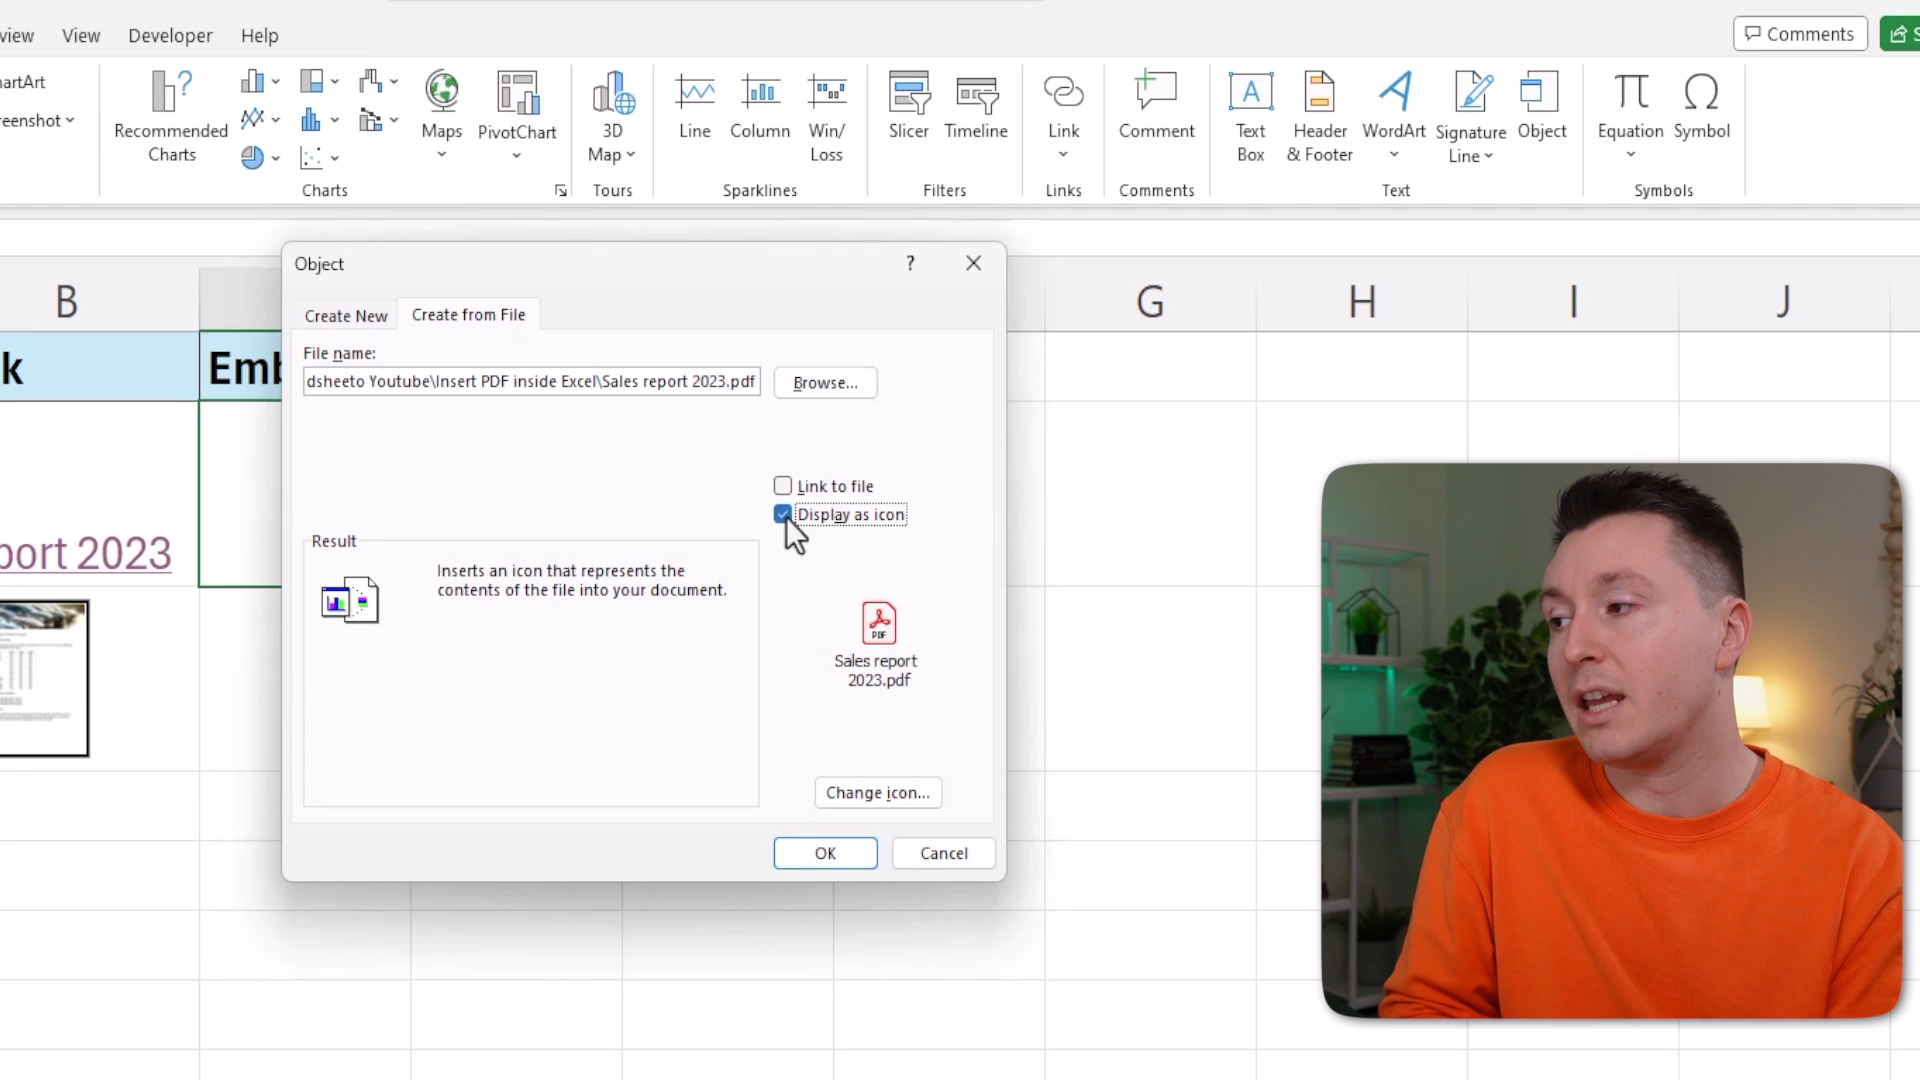 view View Developer Help Comments S
martArt
eenshot
Recommended
Charts
Maps
PivotChart
Charts
3D
Map
Tours
Line
Column
Win/
Loss
Sparklines
Slicer
Timeline
Filters
Link
Links
Comment
Comments
Text
Box
Header
& Footer
WordArt
Signature
Line
Object
Text
Equation
Symbol
Symbols
B G H I J
k
Emb
port 2023
Object ?
Create New Create from File
File name:
dsheeto Youtube\Insert PDF inside Excel\Sales report 2023.pdf Browse...
Link to file
Display as icon
Result
Inserts an icon that represents the
contents of the file into your document.
PDF
Sales report
2023.pdf
Change icon...
OK Cancel